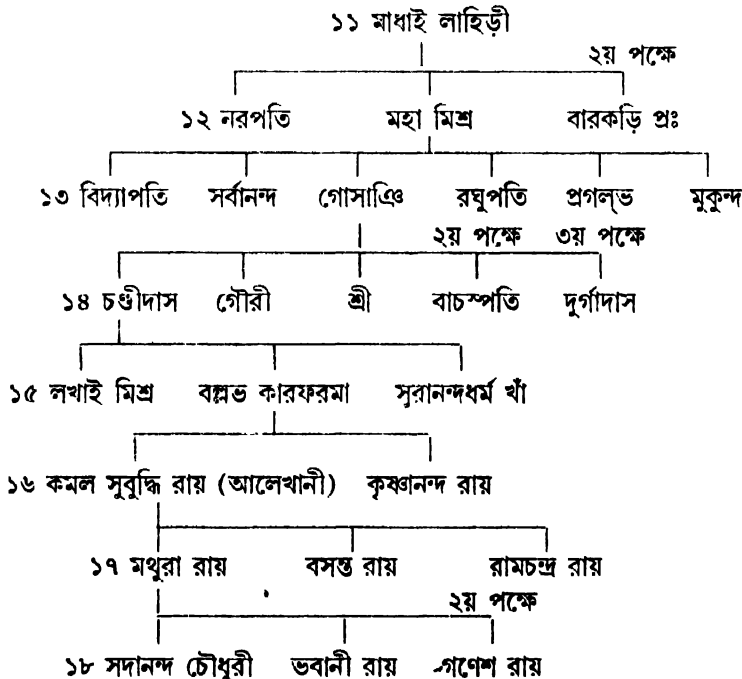 ১১ মাধাই লাহিড়ী
২য় পক্ষে
১২ নরপতি মহা মিশ্র বারকড়ি প্রঃ
১৩ বিদ্যাপতি সর্বানন্দ গোসাঞি রঘুপতি প্রগল্ভ মুকুন্দ
২য় পক্ষে ৩য় পক্ষে
১৪ চণ্ডীদাস গৌরী শ্রী বাচস্পতি দুর্গাদাস
১৫ লখাই মিশ্র বল্লভ কারফরমা সুরানন্দধর্ম খাঁ
১৬ কমল সুবুদ্ধি রায় (আলেখানী) কৃষ্ণানন্দ রায়
১৭ মথুরা রায় বসন্ত রায় রামচন্দ্র রায়
২য় পক্ষে
১৮ সদানন্দ চৌধুরী ভবানী রায় গণেশ রায়